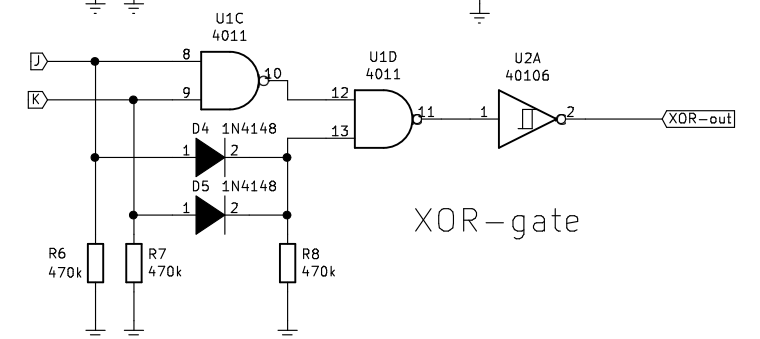 U1C
4011
J
8
10
K
9
U1D
4011
12
11
13
U2A
40106
1
2
XOR-out
D4 1N4148
1
2
D5 1N4148
1
2
XOR-gate
R6
470k
R7
470k
R8
470k